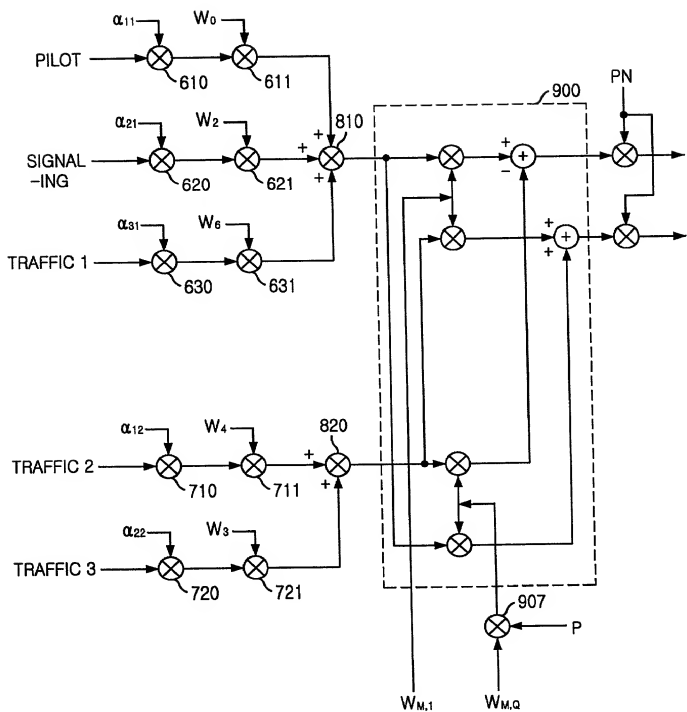 α11
W0
PILOT
610
611
810
900
PN
α21
W2
+
+
+
SIGNAL
-ING
620
621
+
−
+
α31
W6
+
+
+
TRAFFIC 1
630
631
α12
W4
820
+
+
TRAFFIC 2
710
711
α22
W3
TRAFFIC 3
720
721
907
P
WM,1
WM,Q